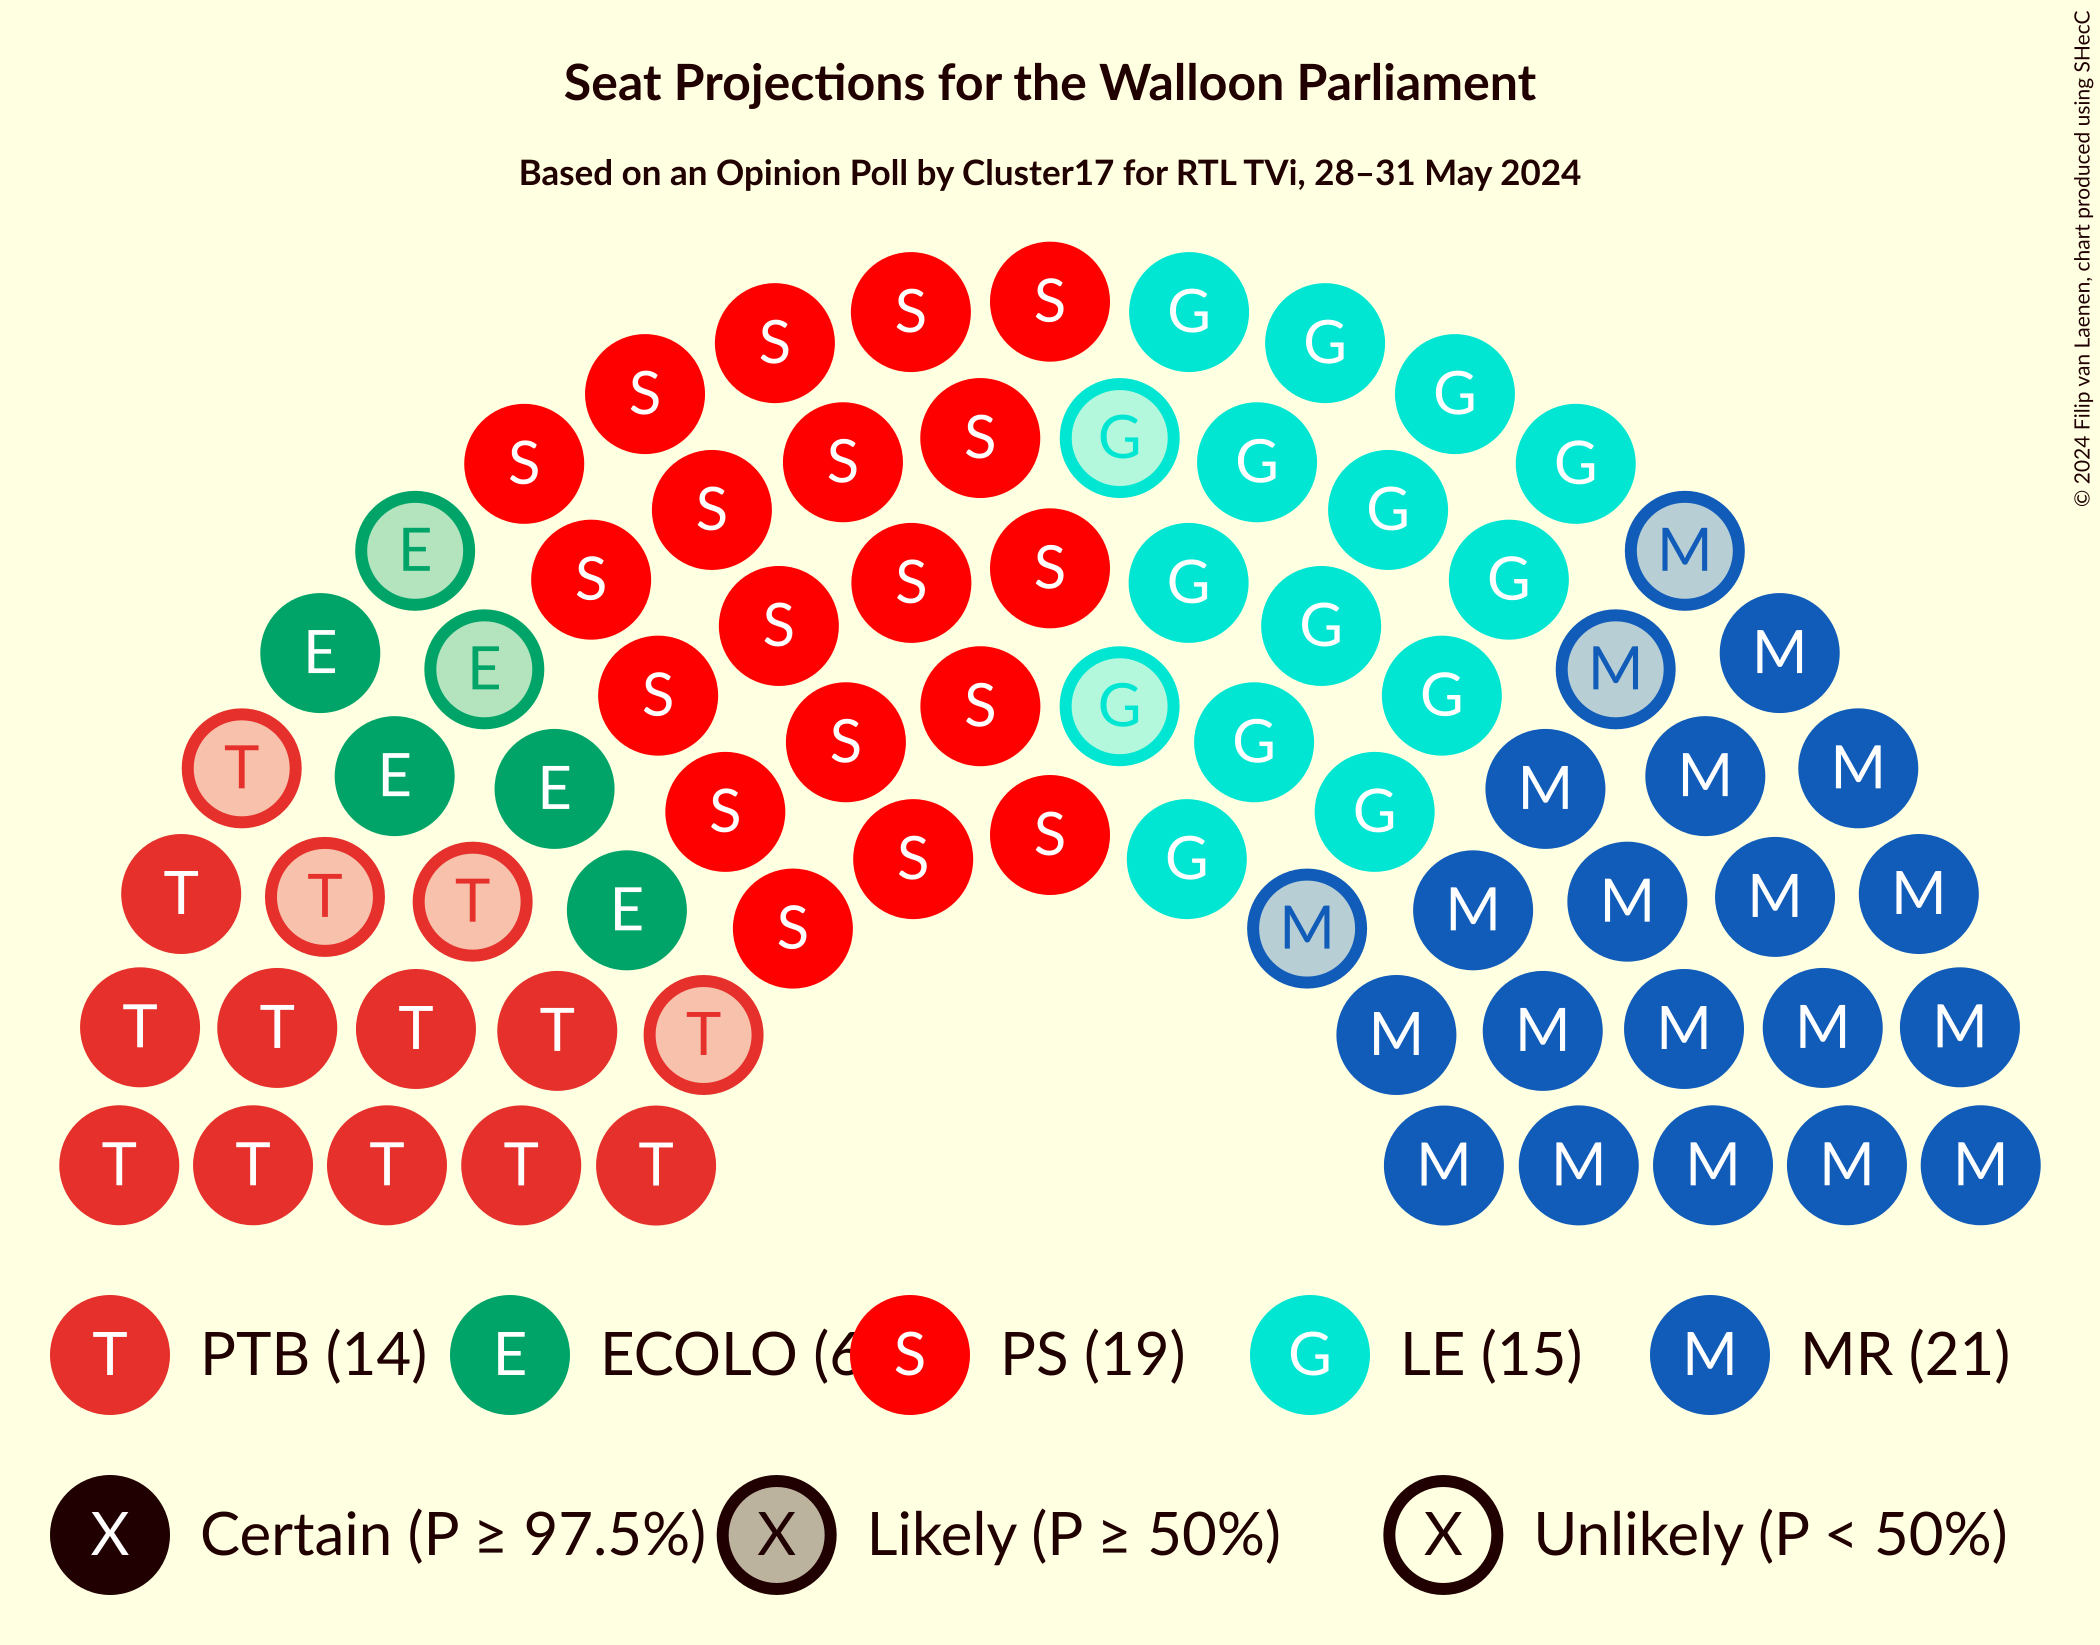 Seat Projections for the Walloon Parliament
Based on an Opinion Poll by Cluster17 for RTL TVi, 28–31 May 2024
© 2024 Filip van Laenen, chart produced using SHecC
S S S S S G G G G
S S S S G G G G
E S S S G G G M
E E S S S G G G M M
T E E S S S G G G M M M
T T T E S S S G G M M M M M
T T T T T M M M M M M
T T T T T M M M M M
T PTB (14) E ECOLO (6 S PS (19) G LE (15) M MR (21)
X Certain (P ≥ 97.5%) X Likely (P ≥ 50%) X Unlikely (P < 50%)